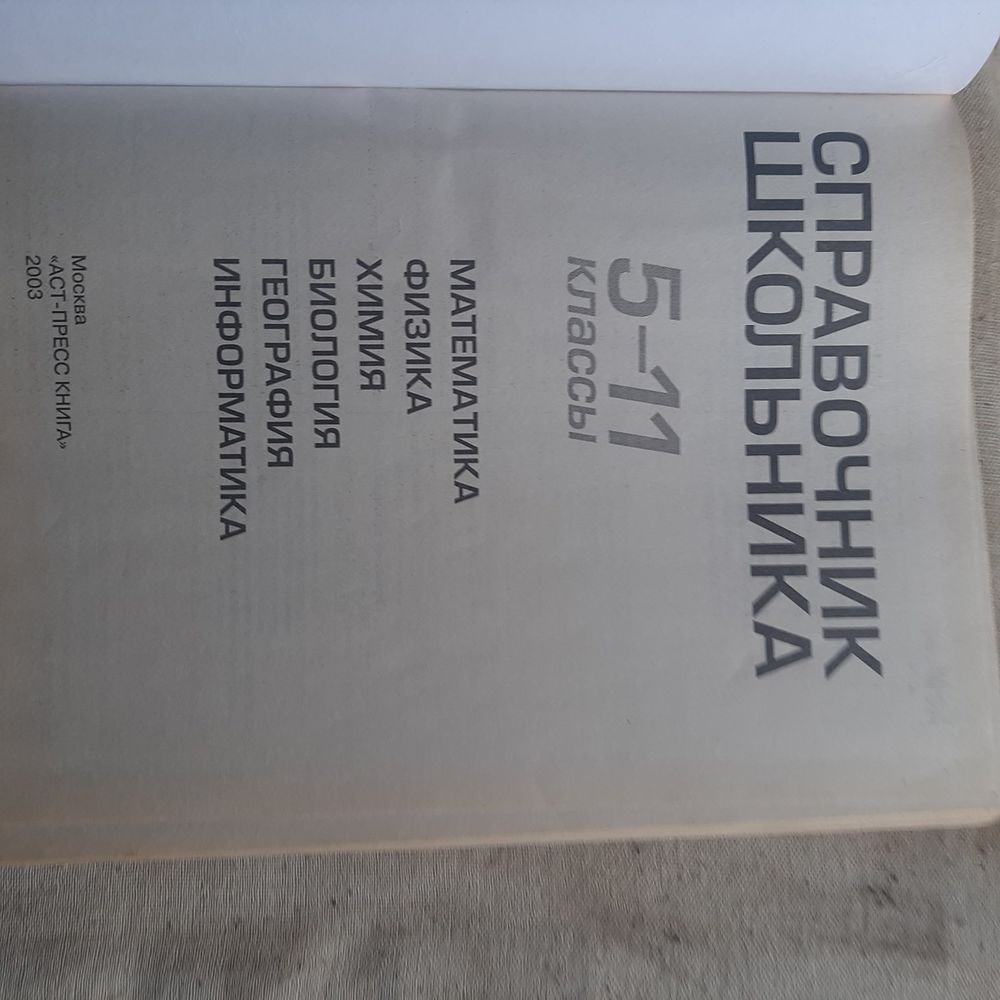 СПРАВОЧНИК
ШКОЛЬНИКА
5–11
классы
МАТЕМАТИКА
ФИЗИКА
ХИМИЯ
БИОЛОГИЯ
ГЕОГРАФИЯ
ИНФОРМАТИКА
Москва
«АСТ-ПРЕСС КНИГА»
2003